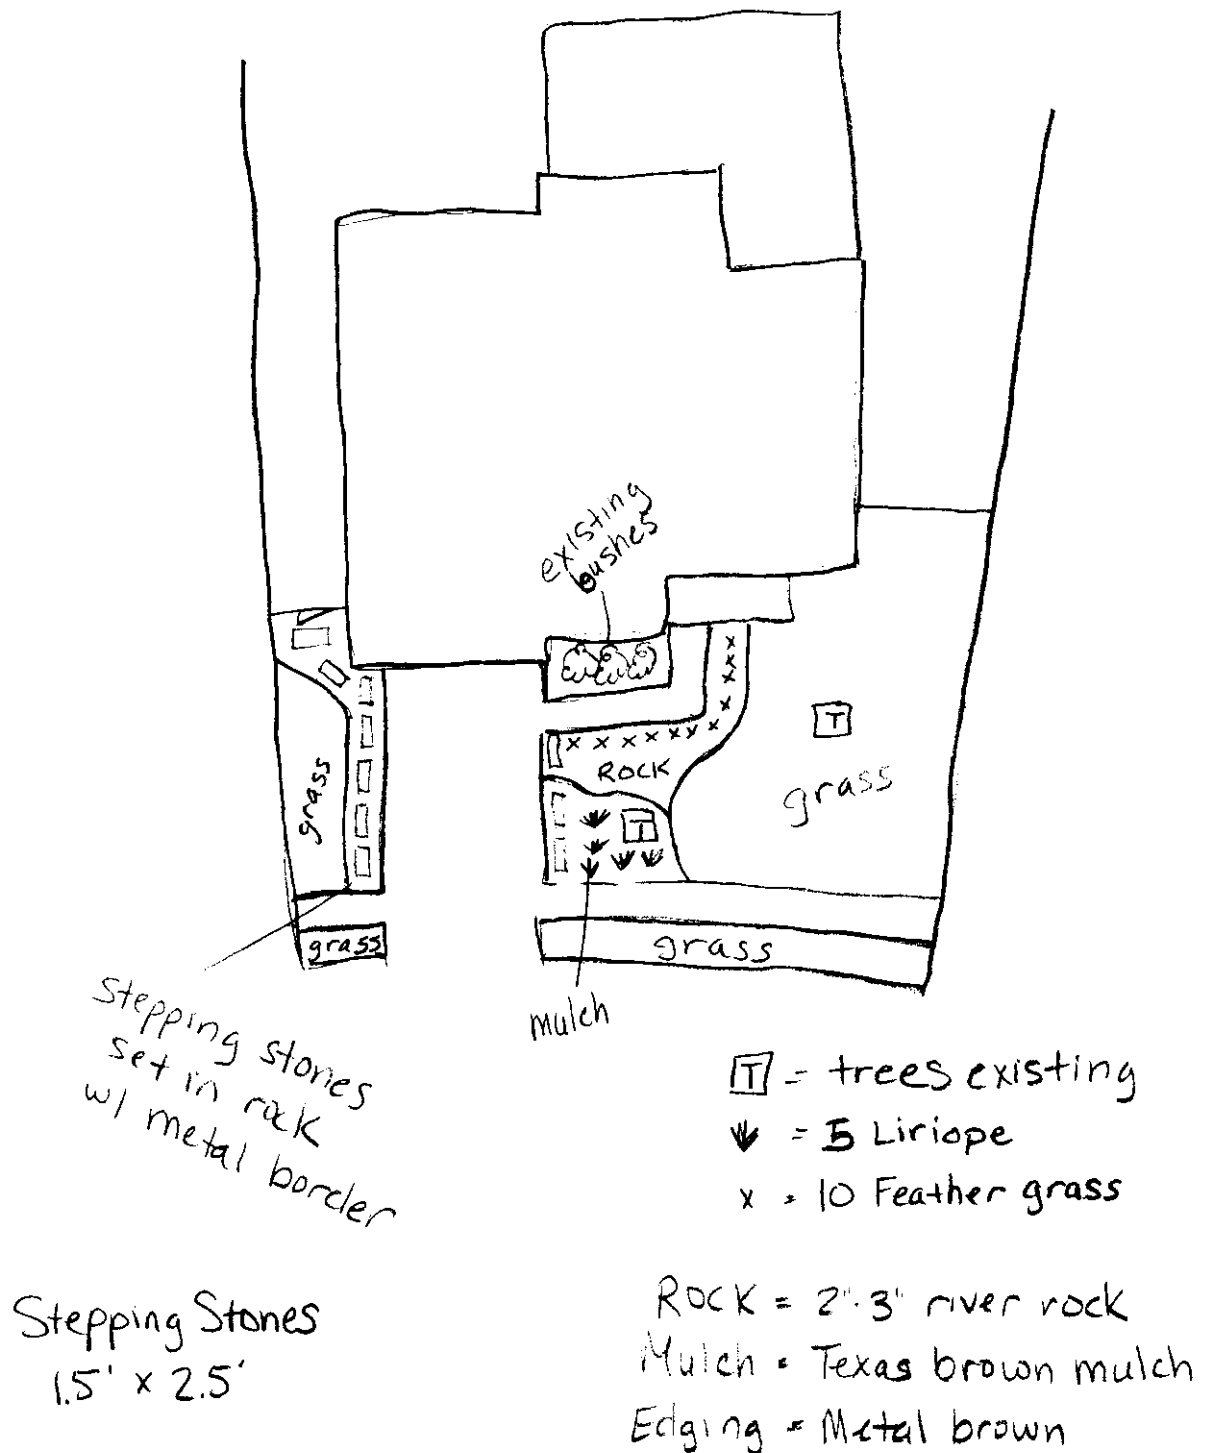 existing
bushes
T
grass
ROCK
grass
T
grass
grass
mulch
Stepping stones
set in rock
w/ metal border
T = trees existing
= 5 Liriope
x = 10 Feather grass
Stepping Stones
1.5' x 2.5'
ROCK = 2"-3" river rock
Mulch = Texas brown mulch
Edging = Metal brown